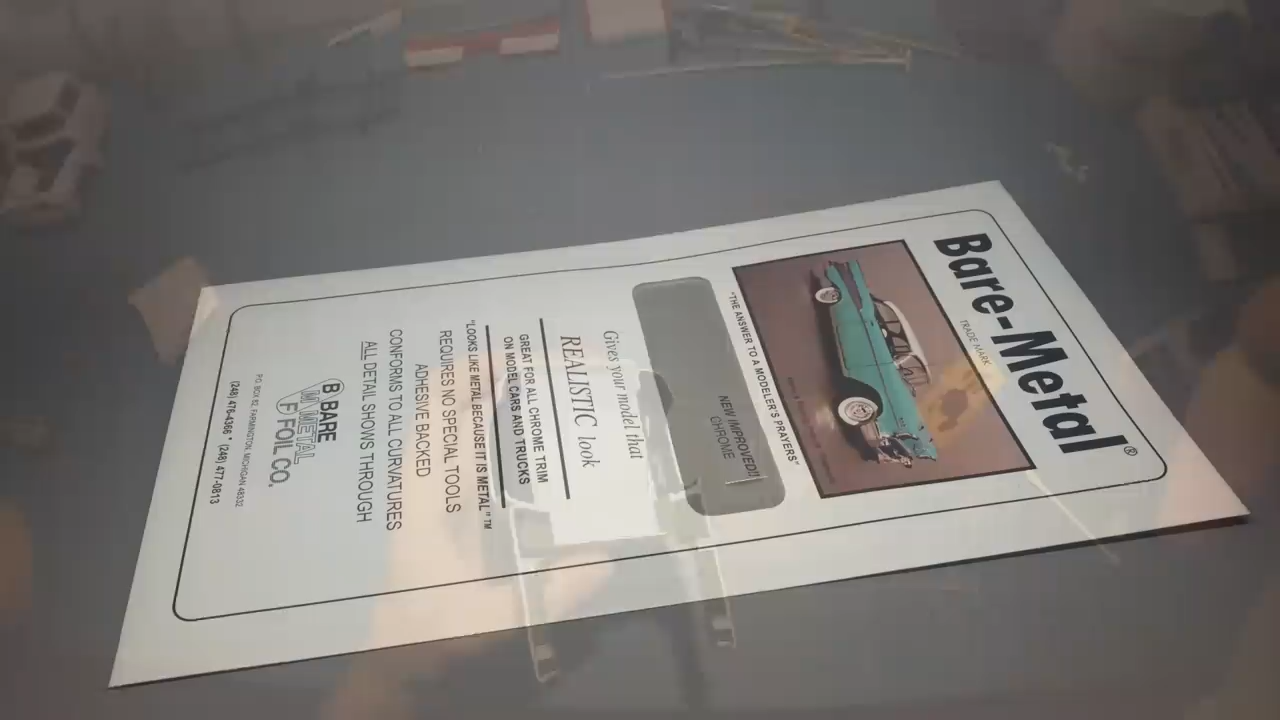 Bare-Metal®
TRADE MARK
"THE ANSWER TO A MODELER'S PRAYERS"
NEW IMPROVED!!
CHROME
Gives your model that
REALISTIC look
GREAT FOR ALL CHROME TRIM
ON MODEL CARS AND TRUCKS
"LOOKS LIKE METAL BECAUSE IT IS METAL"™
REQUIRES NO SPECIAL TOOLS
ADHESIVE BACKED
CONFORMS TO ALL CURVATURES
ALL DETAIL SHOWS THROUGH
BARE
METAL
FOIL CO.
P.O. BOX 82, FARMINGTON, MICHIGAN 48332
(248) 476-4366 * (248) 477-0813